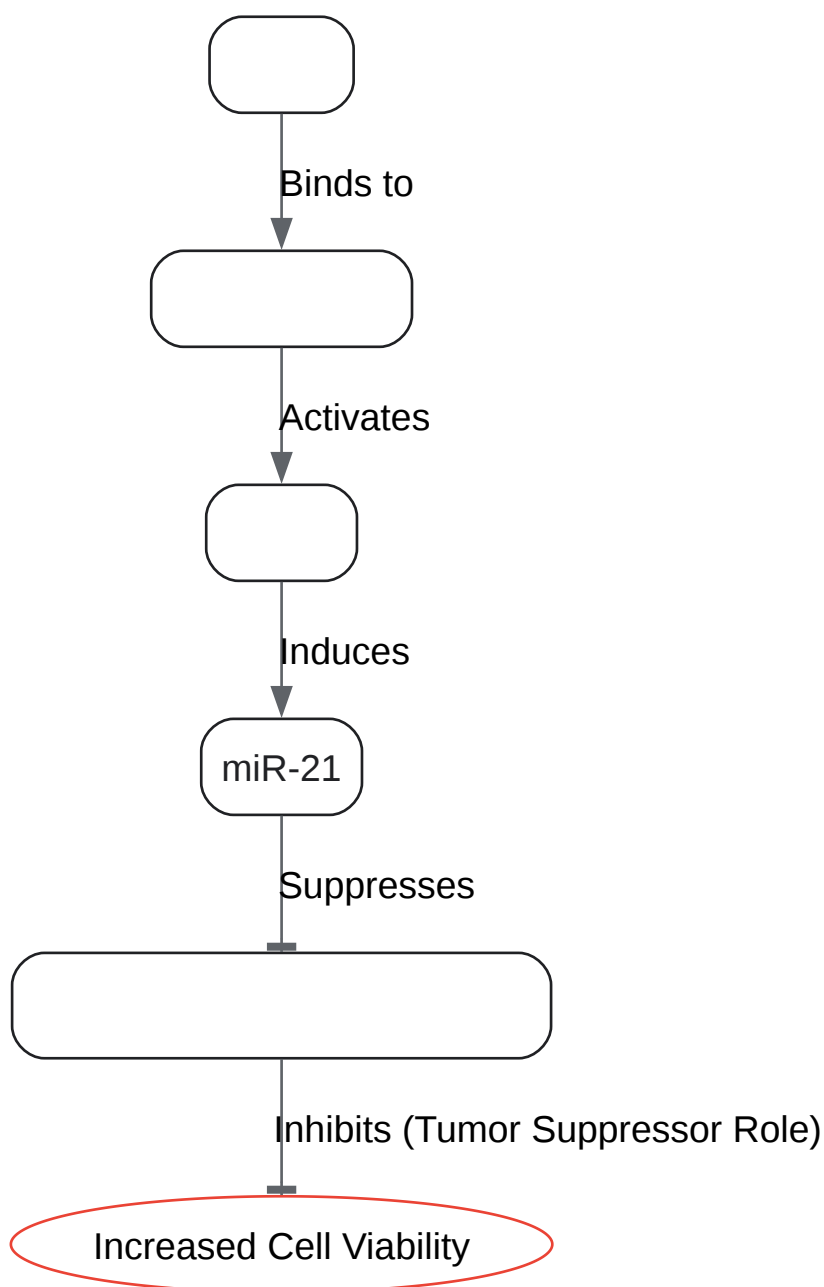 Binds to
Activates
Induces
miR-21
Suppresses
Inhibits (Tumor Suppressor Role)
Increased Cell Viability